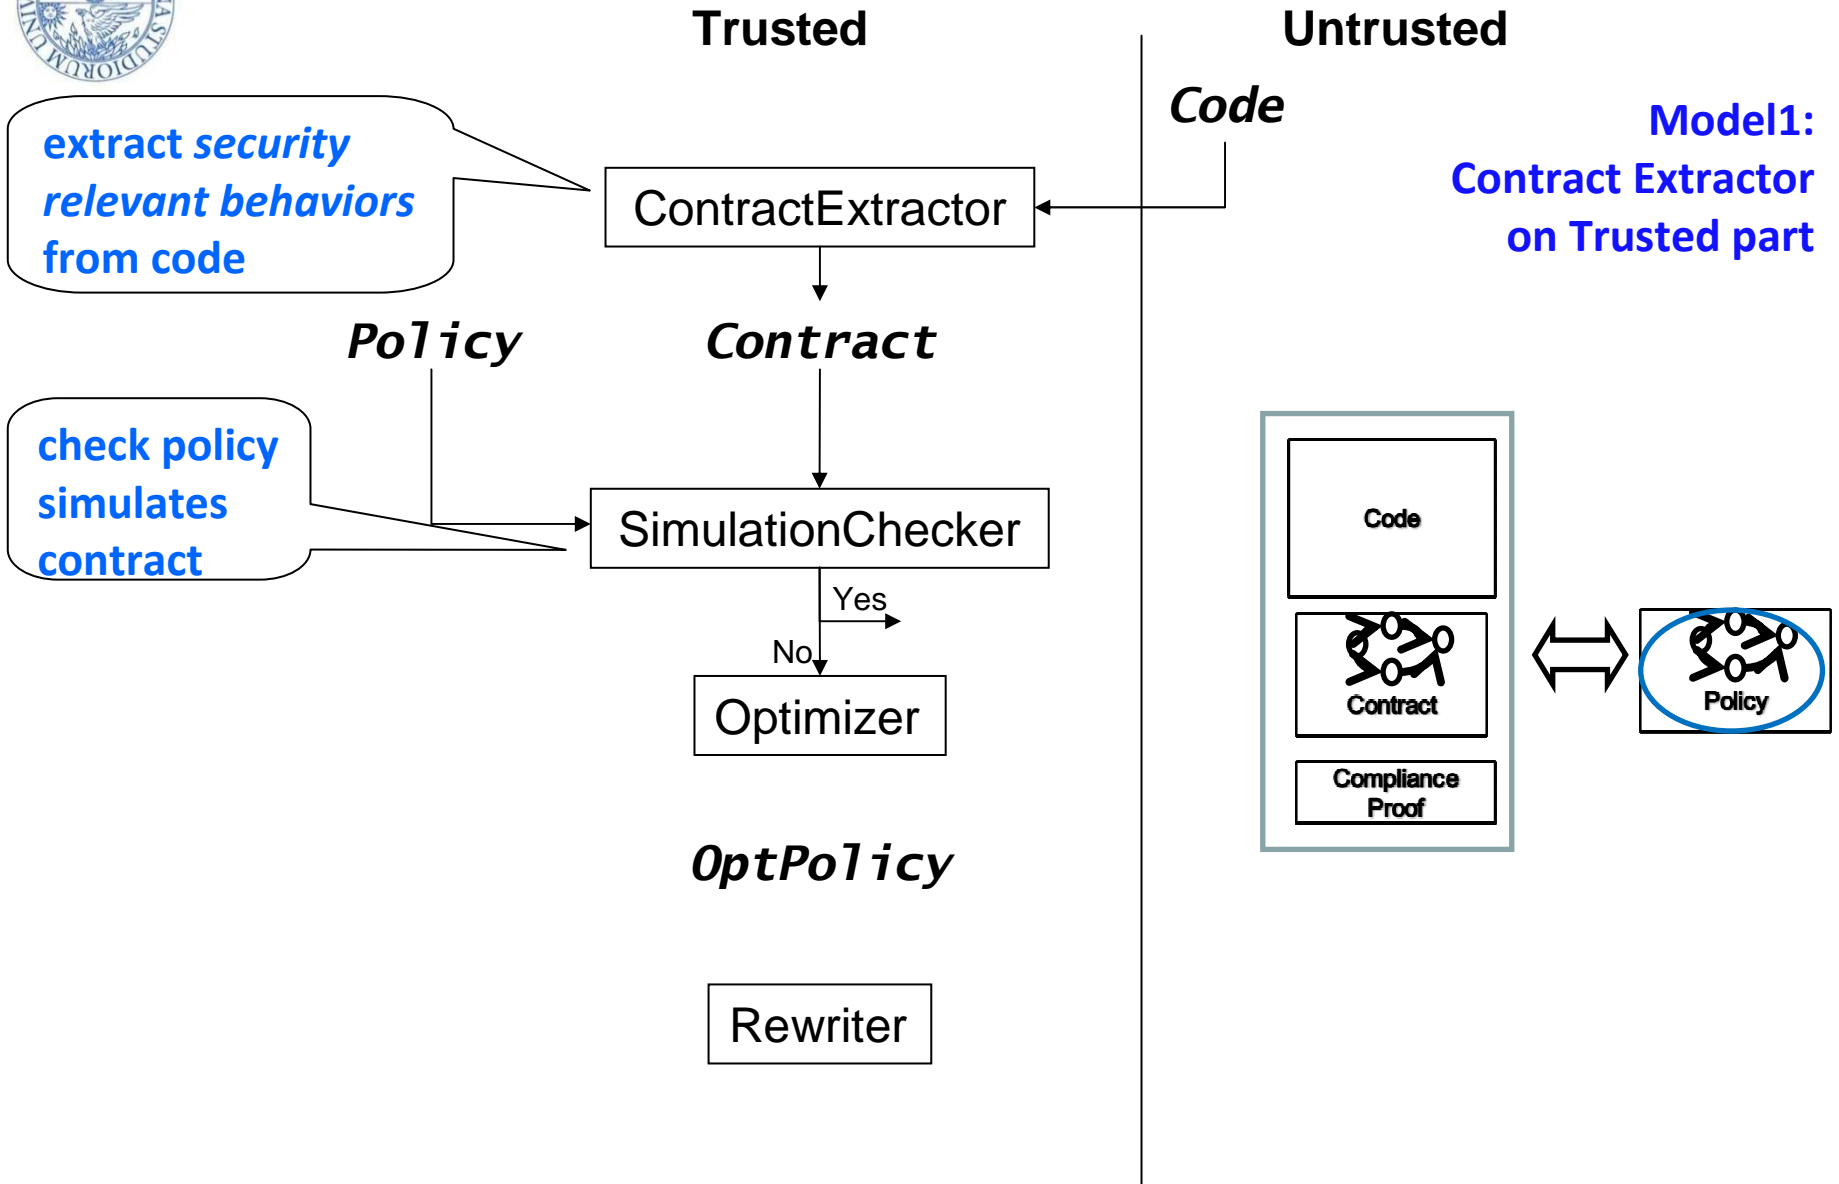 STUDIORUM
Trusted
Untrusted
Code
Model1:
Contract Extractor
on Trusted part
extract security
relevant behaviors
from code
ContractExtractor
Policy
Contract
check policy
simulates
contract
SimulationChecker
Yes
No
Optimizer
OptPolicy
Rewriter
Code
Contract
Compliance
Proof
Policy